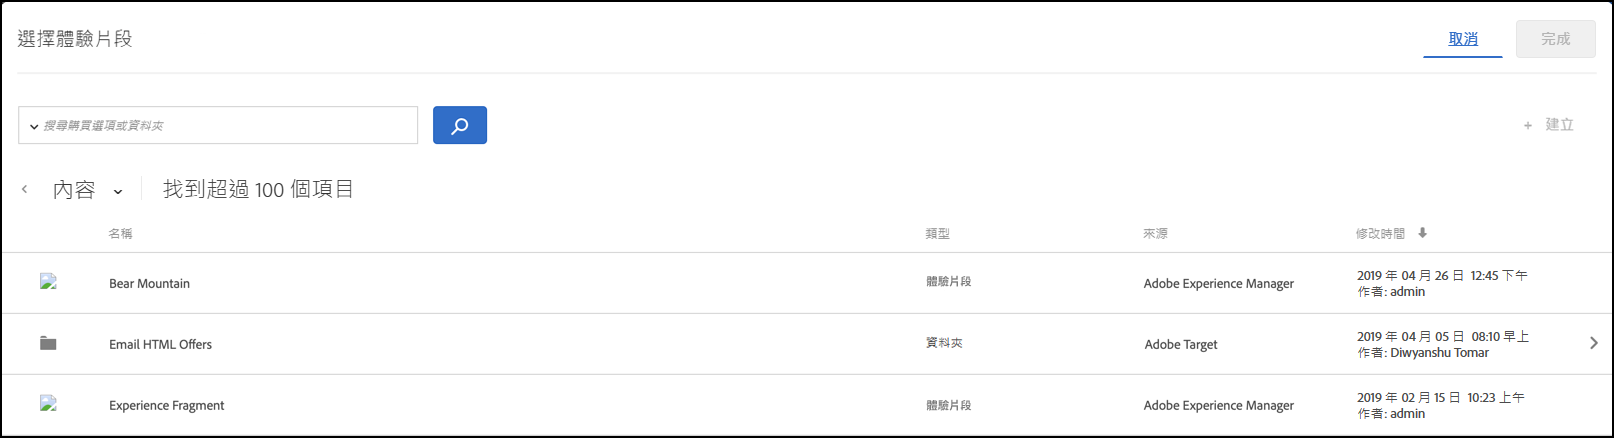 選擇體驗片段
取消
完成
搜尋購買選項或資料夾
+ 建立
內容
找到超過 100 個項目
名稱 類型 來源 修改時間
Bear Mountain 體驗片段 Adobe Experience Manager 2019 年 04 月 26 日 12:45 下午
作者: admin
Email HTML Offers 資料夾 Adobe Target 2019 年 04 月 05 日 08:10 早上
作者: Diwyanshu Tomar
Experience Fragment 體驗片段 Adobe Experience Manager 2019 年 02 月 15 日 10:23 上午
作者: admin